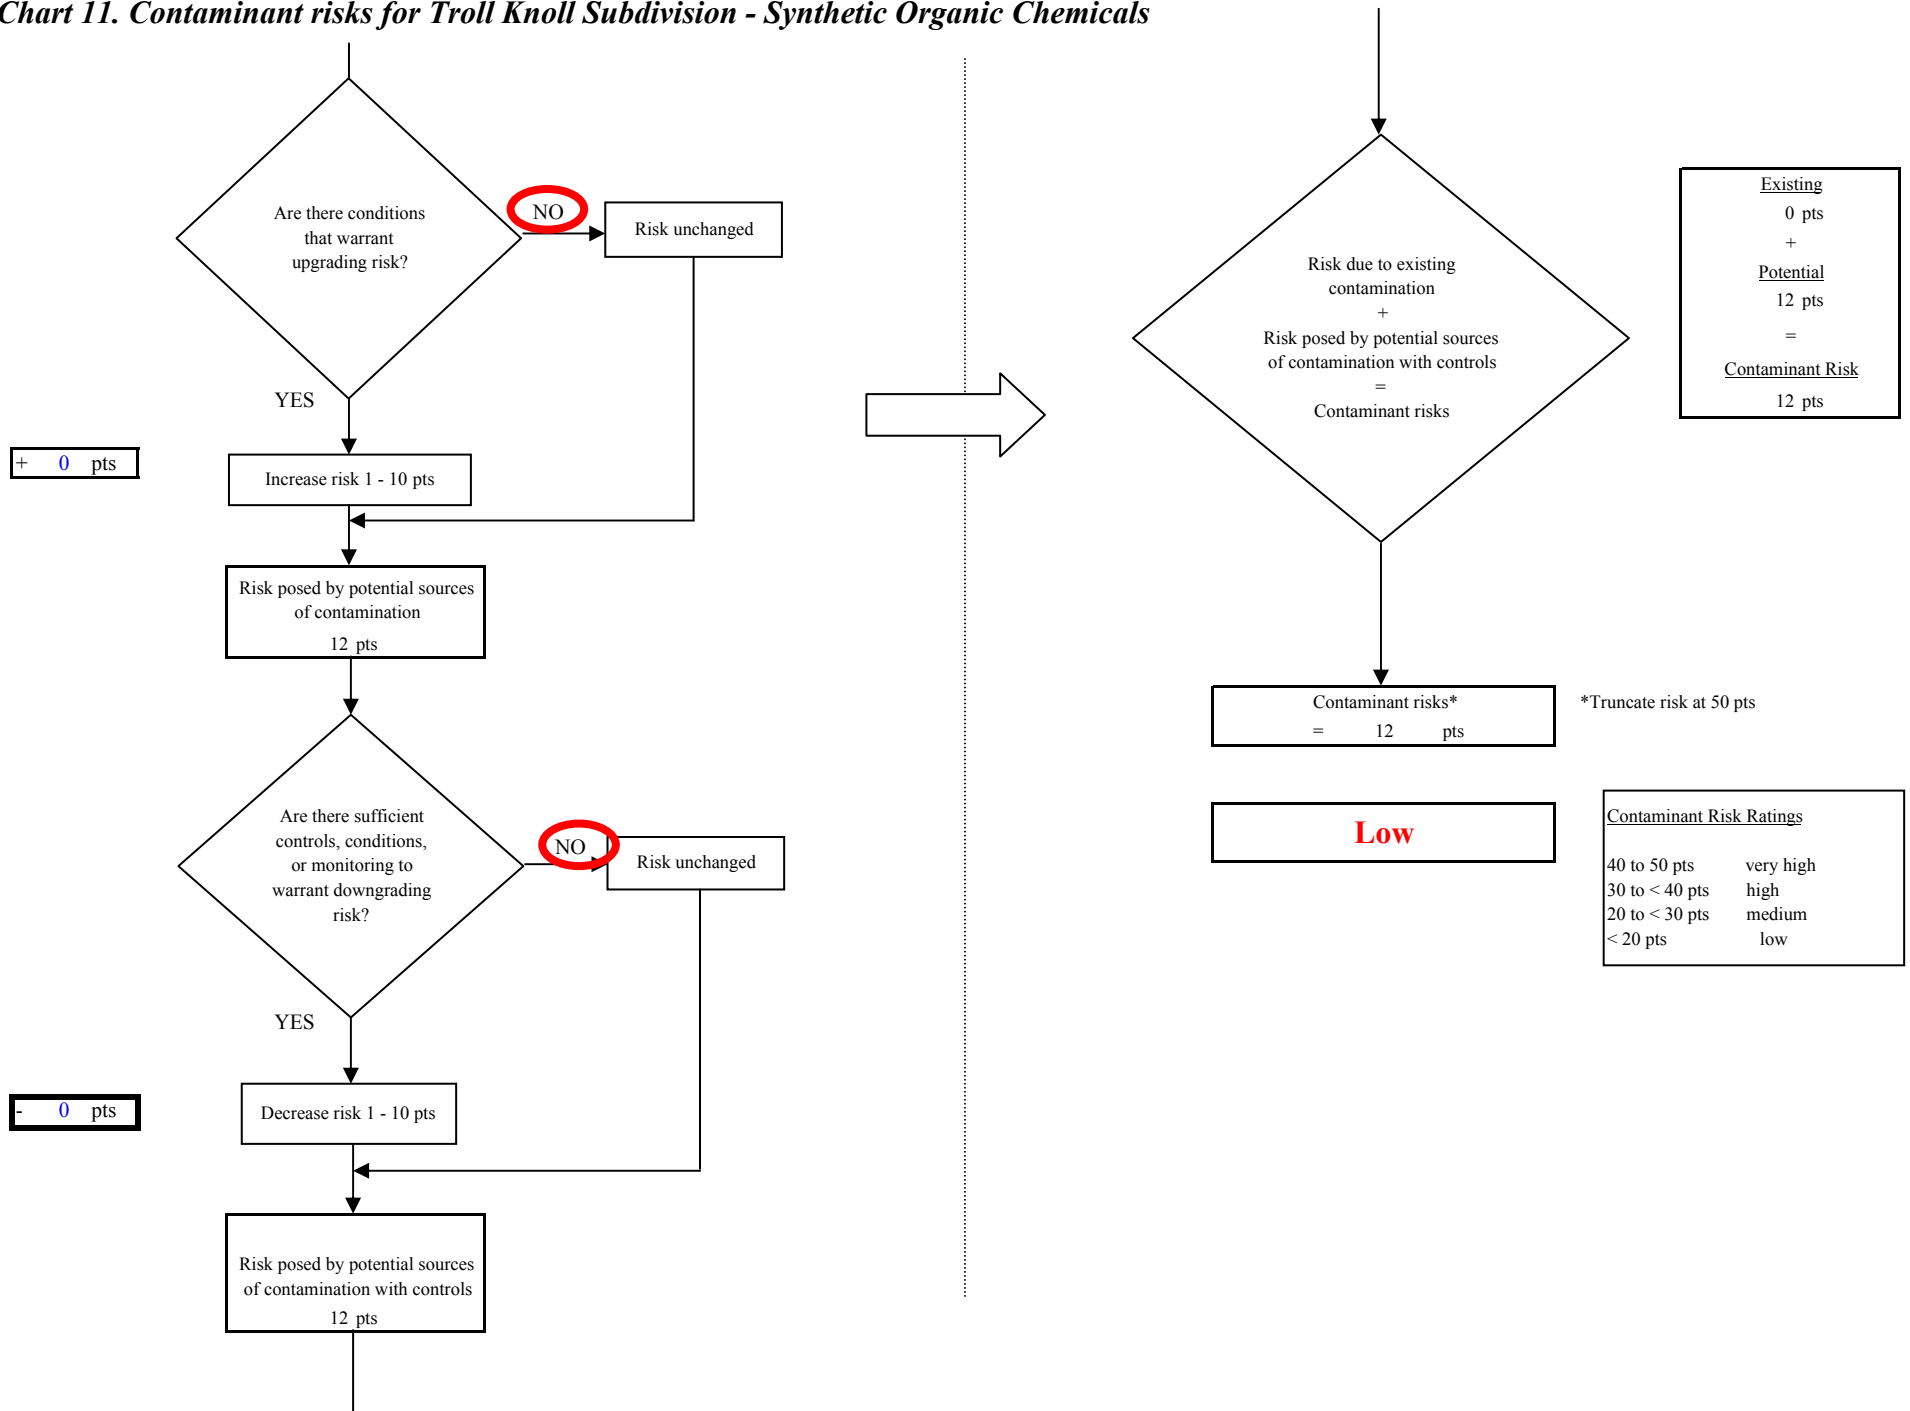 Chart 11. Contaminant risks for Troll Knoll Subdivision - Synthetic Organic Chemicals
Are there conditions
that warrant
upgrading risk?
NO
Risk unchanged
YES
+ 0 pts
Increase risk 1 - 10 pts
Risk posed by potential sources
of contamination
12 pts
Are there sufficient
controls, conditions,
or monitoring to
warrant downgrading
risk?
NO
Risk unchanged
YES
- 0 pts
Decrease risk 1 - 10 pts
Risk posed by potential sources
of contamination with controls
12 pts
Risk due to existing
contamination
+
Risk posed by potential sources
of contamination with controls
=
Contaminant risks
Existing
0 pts
+
Potential
12 pts
=
Contaminant Risk
12 pts
Contaminant risks*
= 12 pts
*Truncate risk at 50 pts
Low
Contaminant Risk Ratings
40 to 50 pts very high
30 to < 40 pts high
20 to < 30 pts medium
< 20 pts low